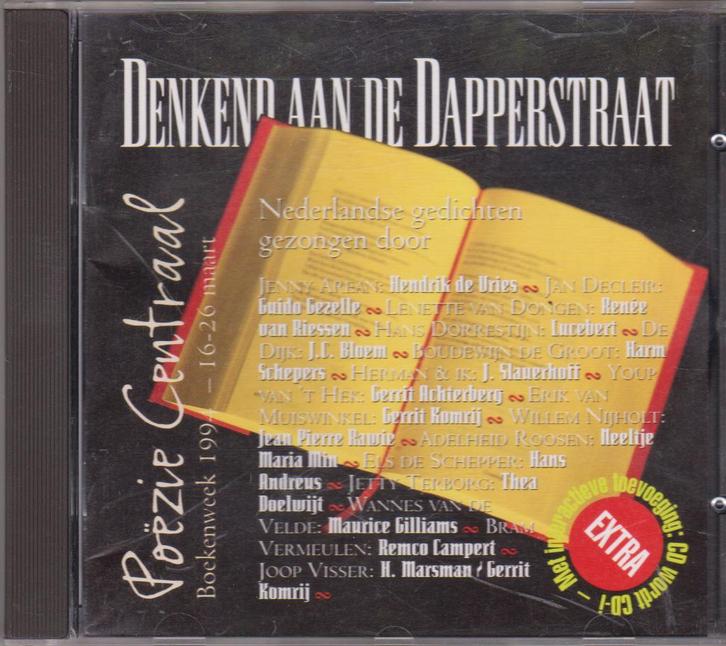 DENKEND AAN DE DAPPERSTRAAT
Poëzie Centraal
Boekenweek 1994 – 16-26 maart
Nederlandse gedichten
gezongen door
JENNY AREAN: Hendrik de Vries ~ JAN DECLEIR:
Guido Gezelle ~ LENETTE VAN DONGEN: Renée
van Riessen ~ HANS DORRESTIJN: Lucebert ~ DE
DIJK: J.C. Bloem ~ BOUDEWIJN DE GROOT: Harm
Schepers ~ HERMAN & IK: J. Slauerhoff ~ YOUP
VAN 'T HEK: Gerrit Achterberg ~ ERIK VAN
MUISWINKEL: Gerrit Komrij ~ WILLEM NIJHOLT:
Jean Pierre Rawie ~ ADELHEID ROOSEN: Neeltje
Maria Min ~ ELS DE SCHEPPER: Hans
Andreus ~ JETTY TERBORG: Thea
Doelwijt ~ WANNES VAN DE
VELDE: Maurice Gilliams ~ BRAM
VERMEULEN: Remco Campert ~
JOOP VISSER: H. Marsman / Gerrit
Komrij ~
Met interactieve toevoeging: CD wordt CD-i –
EXTRA